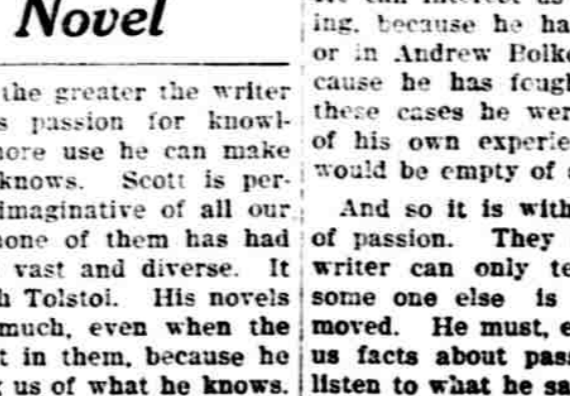 Novel
the greater the writer
s passion for knowl-
ore use he can make
knows. Scott is per-
imaginative of all our
none of them has had
vast and diverse. It
h Tolstoi. His novels
much, even when the
t in them, because he
us of what he knows.
ing, because he ha
or in Andrew Bolk
cause he has fough
these cases he wer
of his own experie
would be empty of
And so it is with
of passion. They
writer can only te
some one else is
moved. He must, e
us facts about pass
listen to what he sa